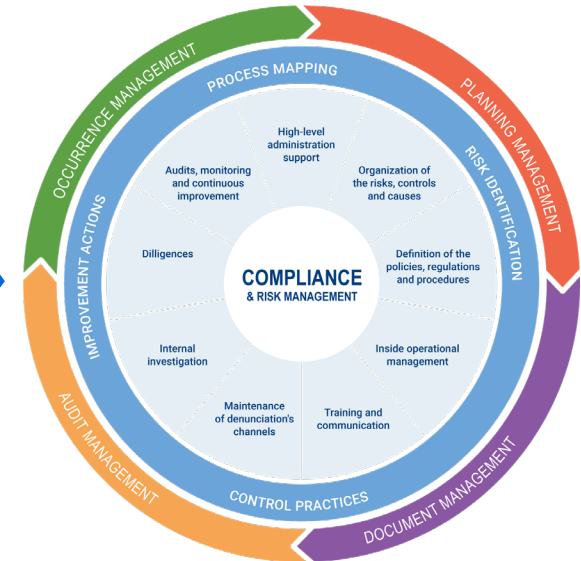 OCCURRENCE MANAGEMENT
PLANNING MANAGEMENT
DOCUMENT MANAGEMENT
AUDIT MANAGEMENT
PROCESS MAPPING
RISK IDENTIFICATION
CONTROL PRACTICES
IMPROVEMENT ACTIONS
High-level
administration
support
Organization of
the risks, controls
and causes
Definition of the
policies, regulations
and procedures
Inside operational
management
Training and
communication
Maintenance
of denunciation's
channels
Internal
investigation
Dilligences
Audits, monitoring
and continuous
improvement
COMPLIANCE
& RISK MANAGEMENT